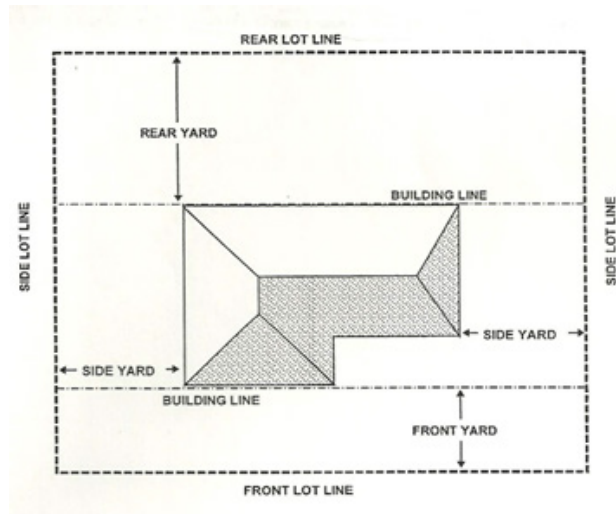 REAR LOT LINE
REAR YARD
BUILDING LINE
SIDE LOT LINE
SIDE LOT LINE
SIDE YARD
SIDE YARD
BUILDING LINE
FRONT YARD
FRONT LOT LINE